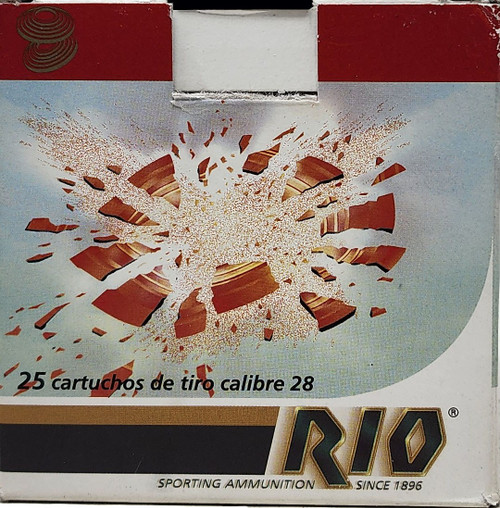 25 cartuchos de tiro calibre 28
RIO®
SPORTING AMMUNITION SINCE 1896